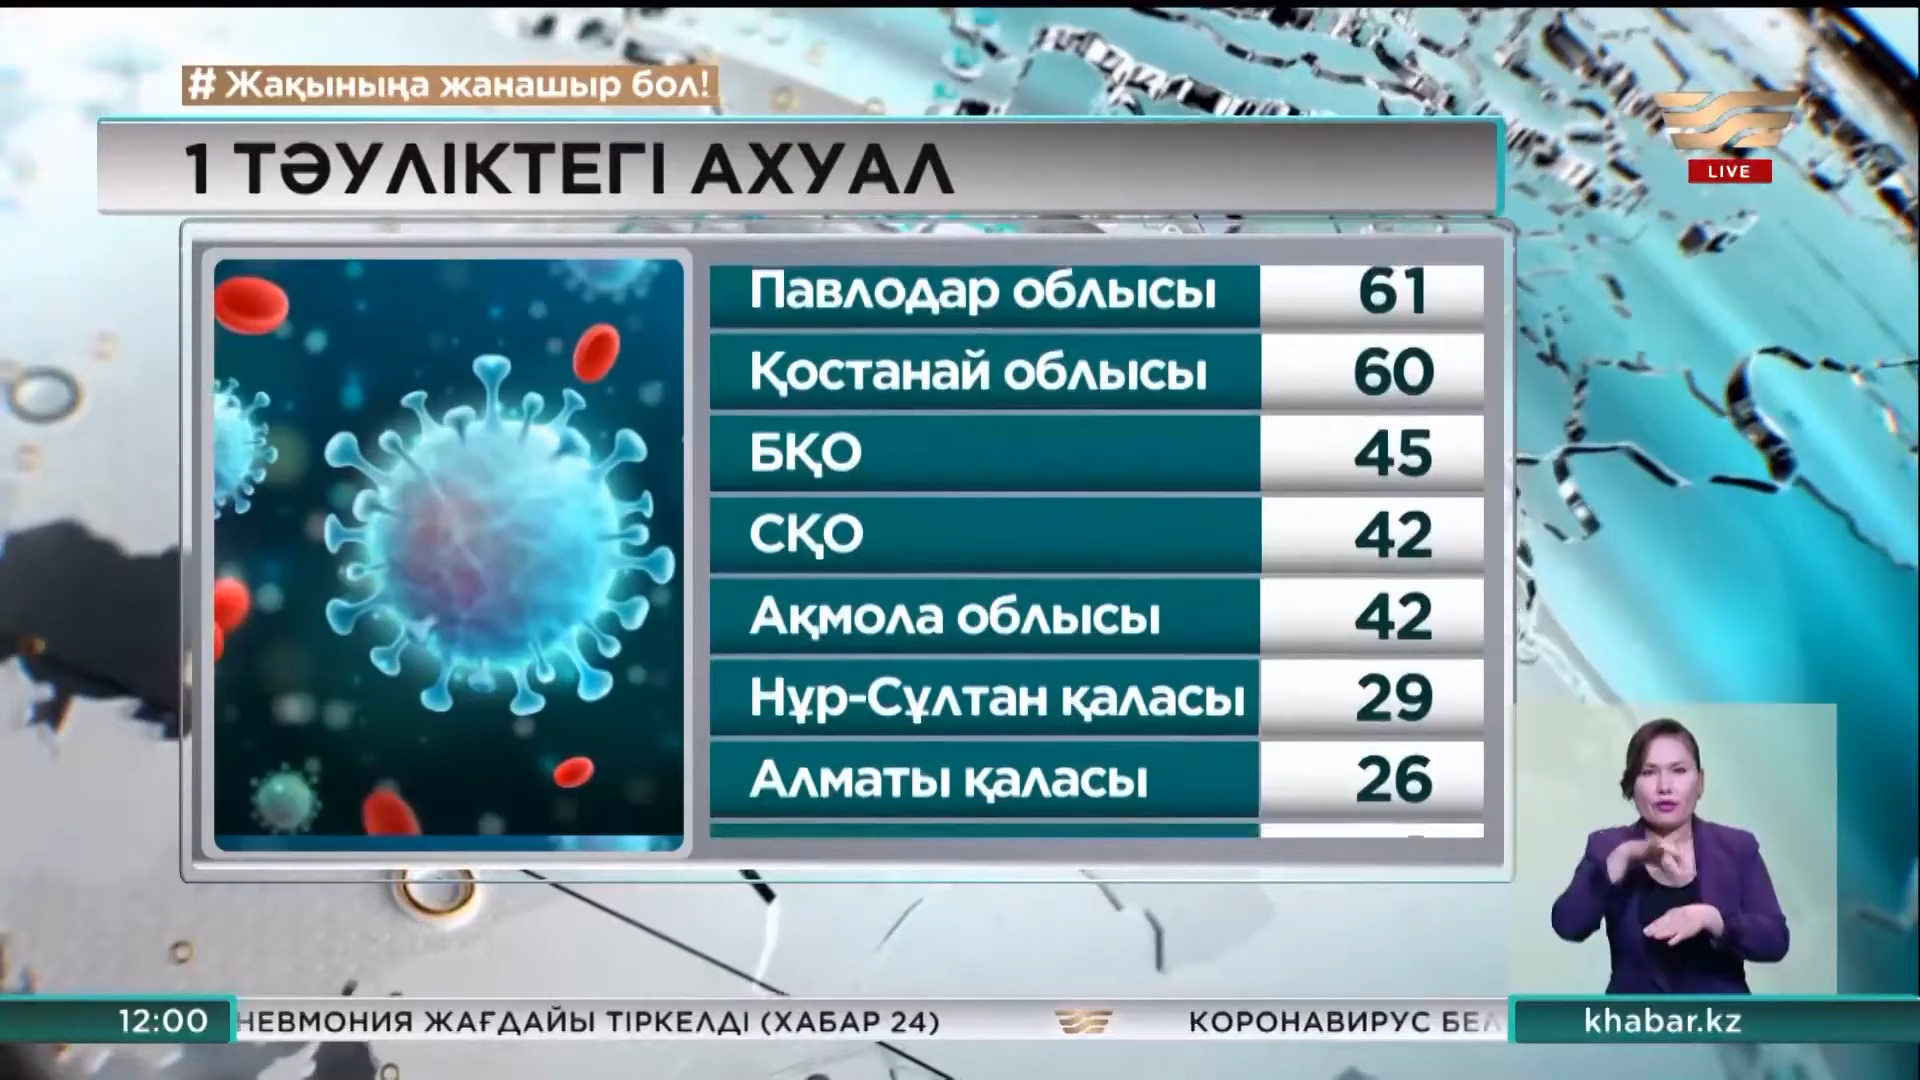 # Жақыныңа жанашыр бол!
1 ТӘУЛІКТЕГІ АХУАЛ
LIVE
Павлодар облысы 61
Қостанай облысы 60
БҚО 45
СҚО 42
Ақмола облысы 42
Нұр-Сұлтан қаласы 29
Алматы қаласы 26
12:00 НЕВМОНИЯ ЖАҒДАЙЫ ТІРКЕЛДІ (ХАБАР 24) КОРОНАВИРУС БЕЛ khabar.kz